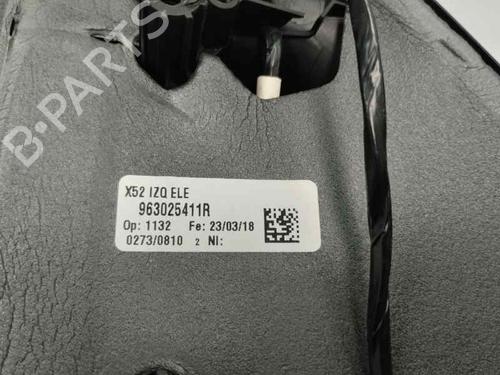 B-PARTS
X52 IZQ ELE
963025411R
Op: 1132 Fe: 23/03/18
0273/0810 2 NI: